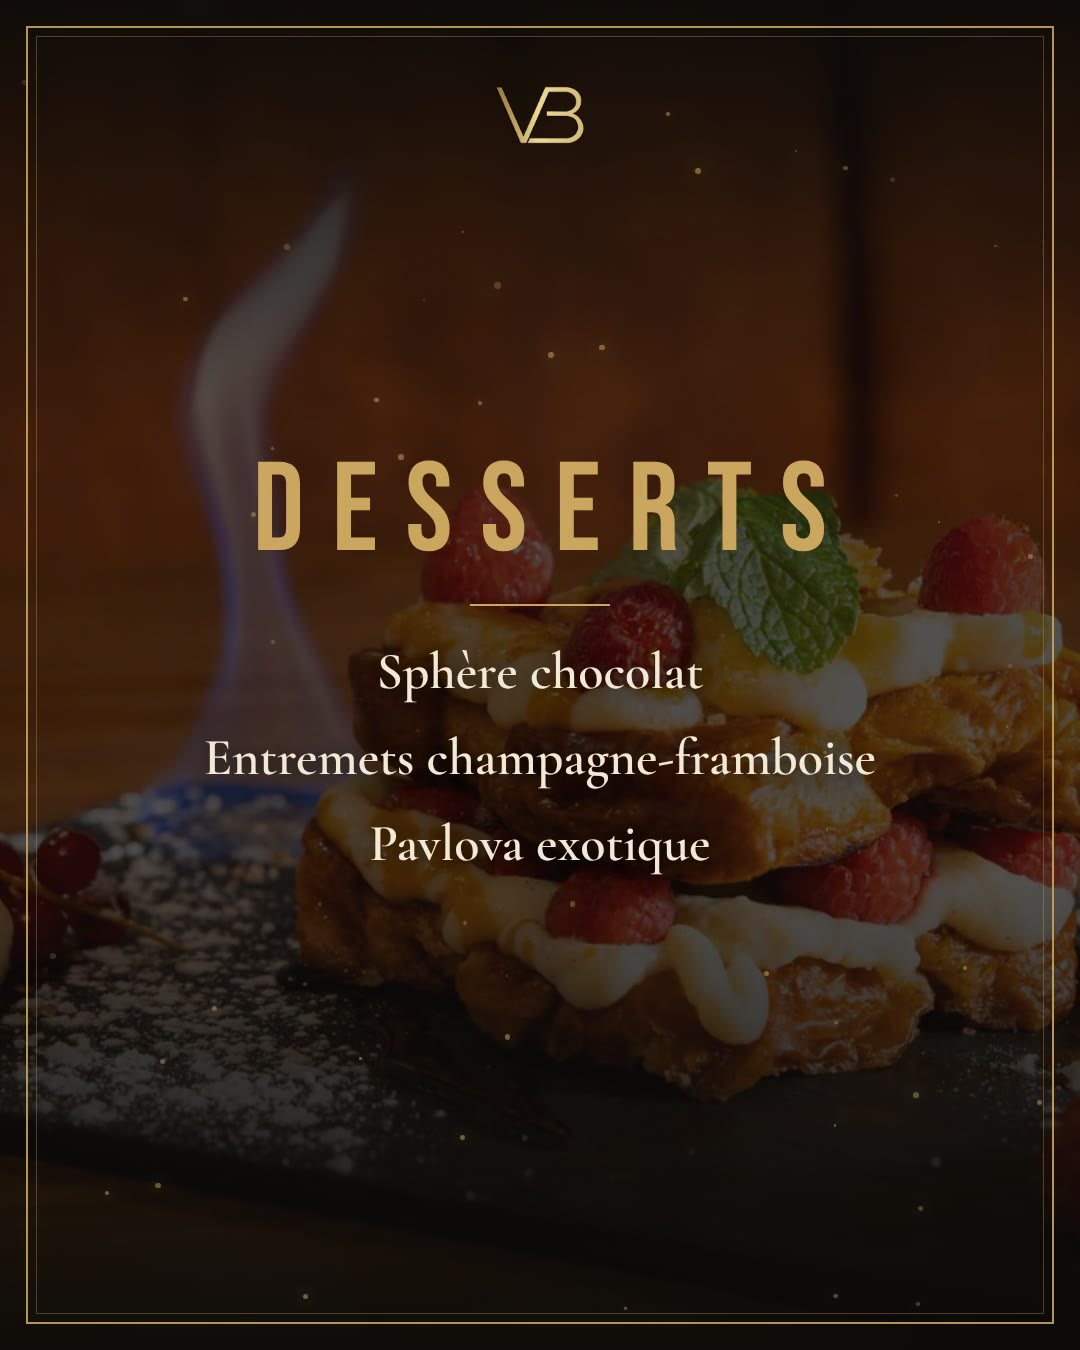 VB
DESSERTS
Sphère chocolat
Entremets champagne-framboise
Pavlova exotique